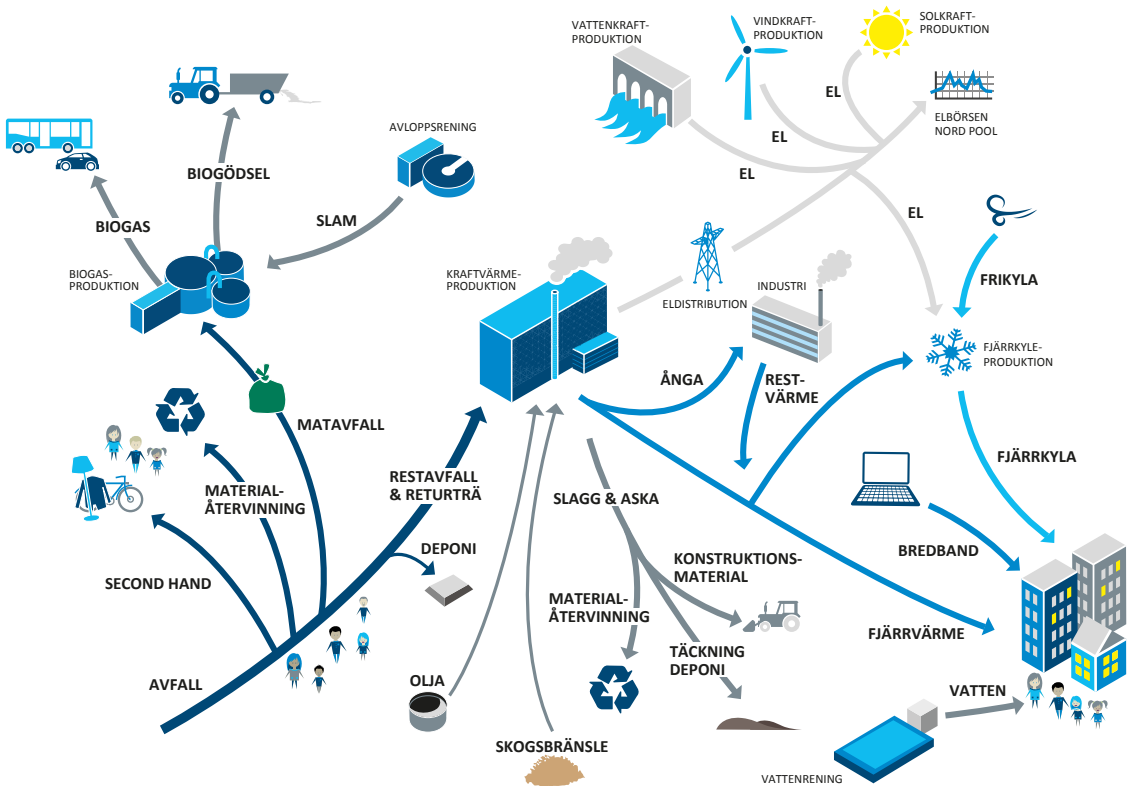 VATTENKRAFT-
PRODUKTION
VINDKRAFT-
PRODUKTION
SOLKRAFT-
PRODUKTION
EL
ELBÖRSEN
NORD POOL
AVLOPPSRENING
EL
BIOGÖDSEL
EL
SLAM
EL
BIOGAS
BIOGAS-
PRODUKTION
KRAFTVÄRME-
PRODUKTION
FRIKYLA
INDUSTRI
ELDISTRIBUTION
FJÄRRKYLE-
PRODUKTION
ÅNGA
REST-
VÄRME
MATAVFALL
FJÄRRKYLA
RESTAVFALL
& RETURTRÄ
MATERIAL-
ÅTERVINNING
SLAGG & ASKA
DEPONI
BREDBAND
KONSTRUKTIONS-
MATERIAL
SECOND HAND
MATERIAL-
ÅTERVINNING
FJÄRRVÄRME
TÄCKNING
DEPONI
AVFALL
OLJA
VATTEN
SKOGSBRÄNSLE
VATTENRENING